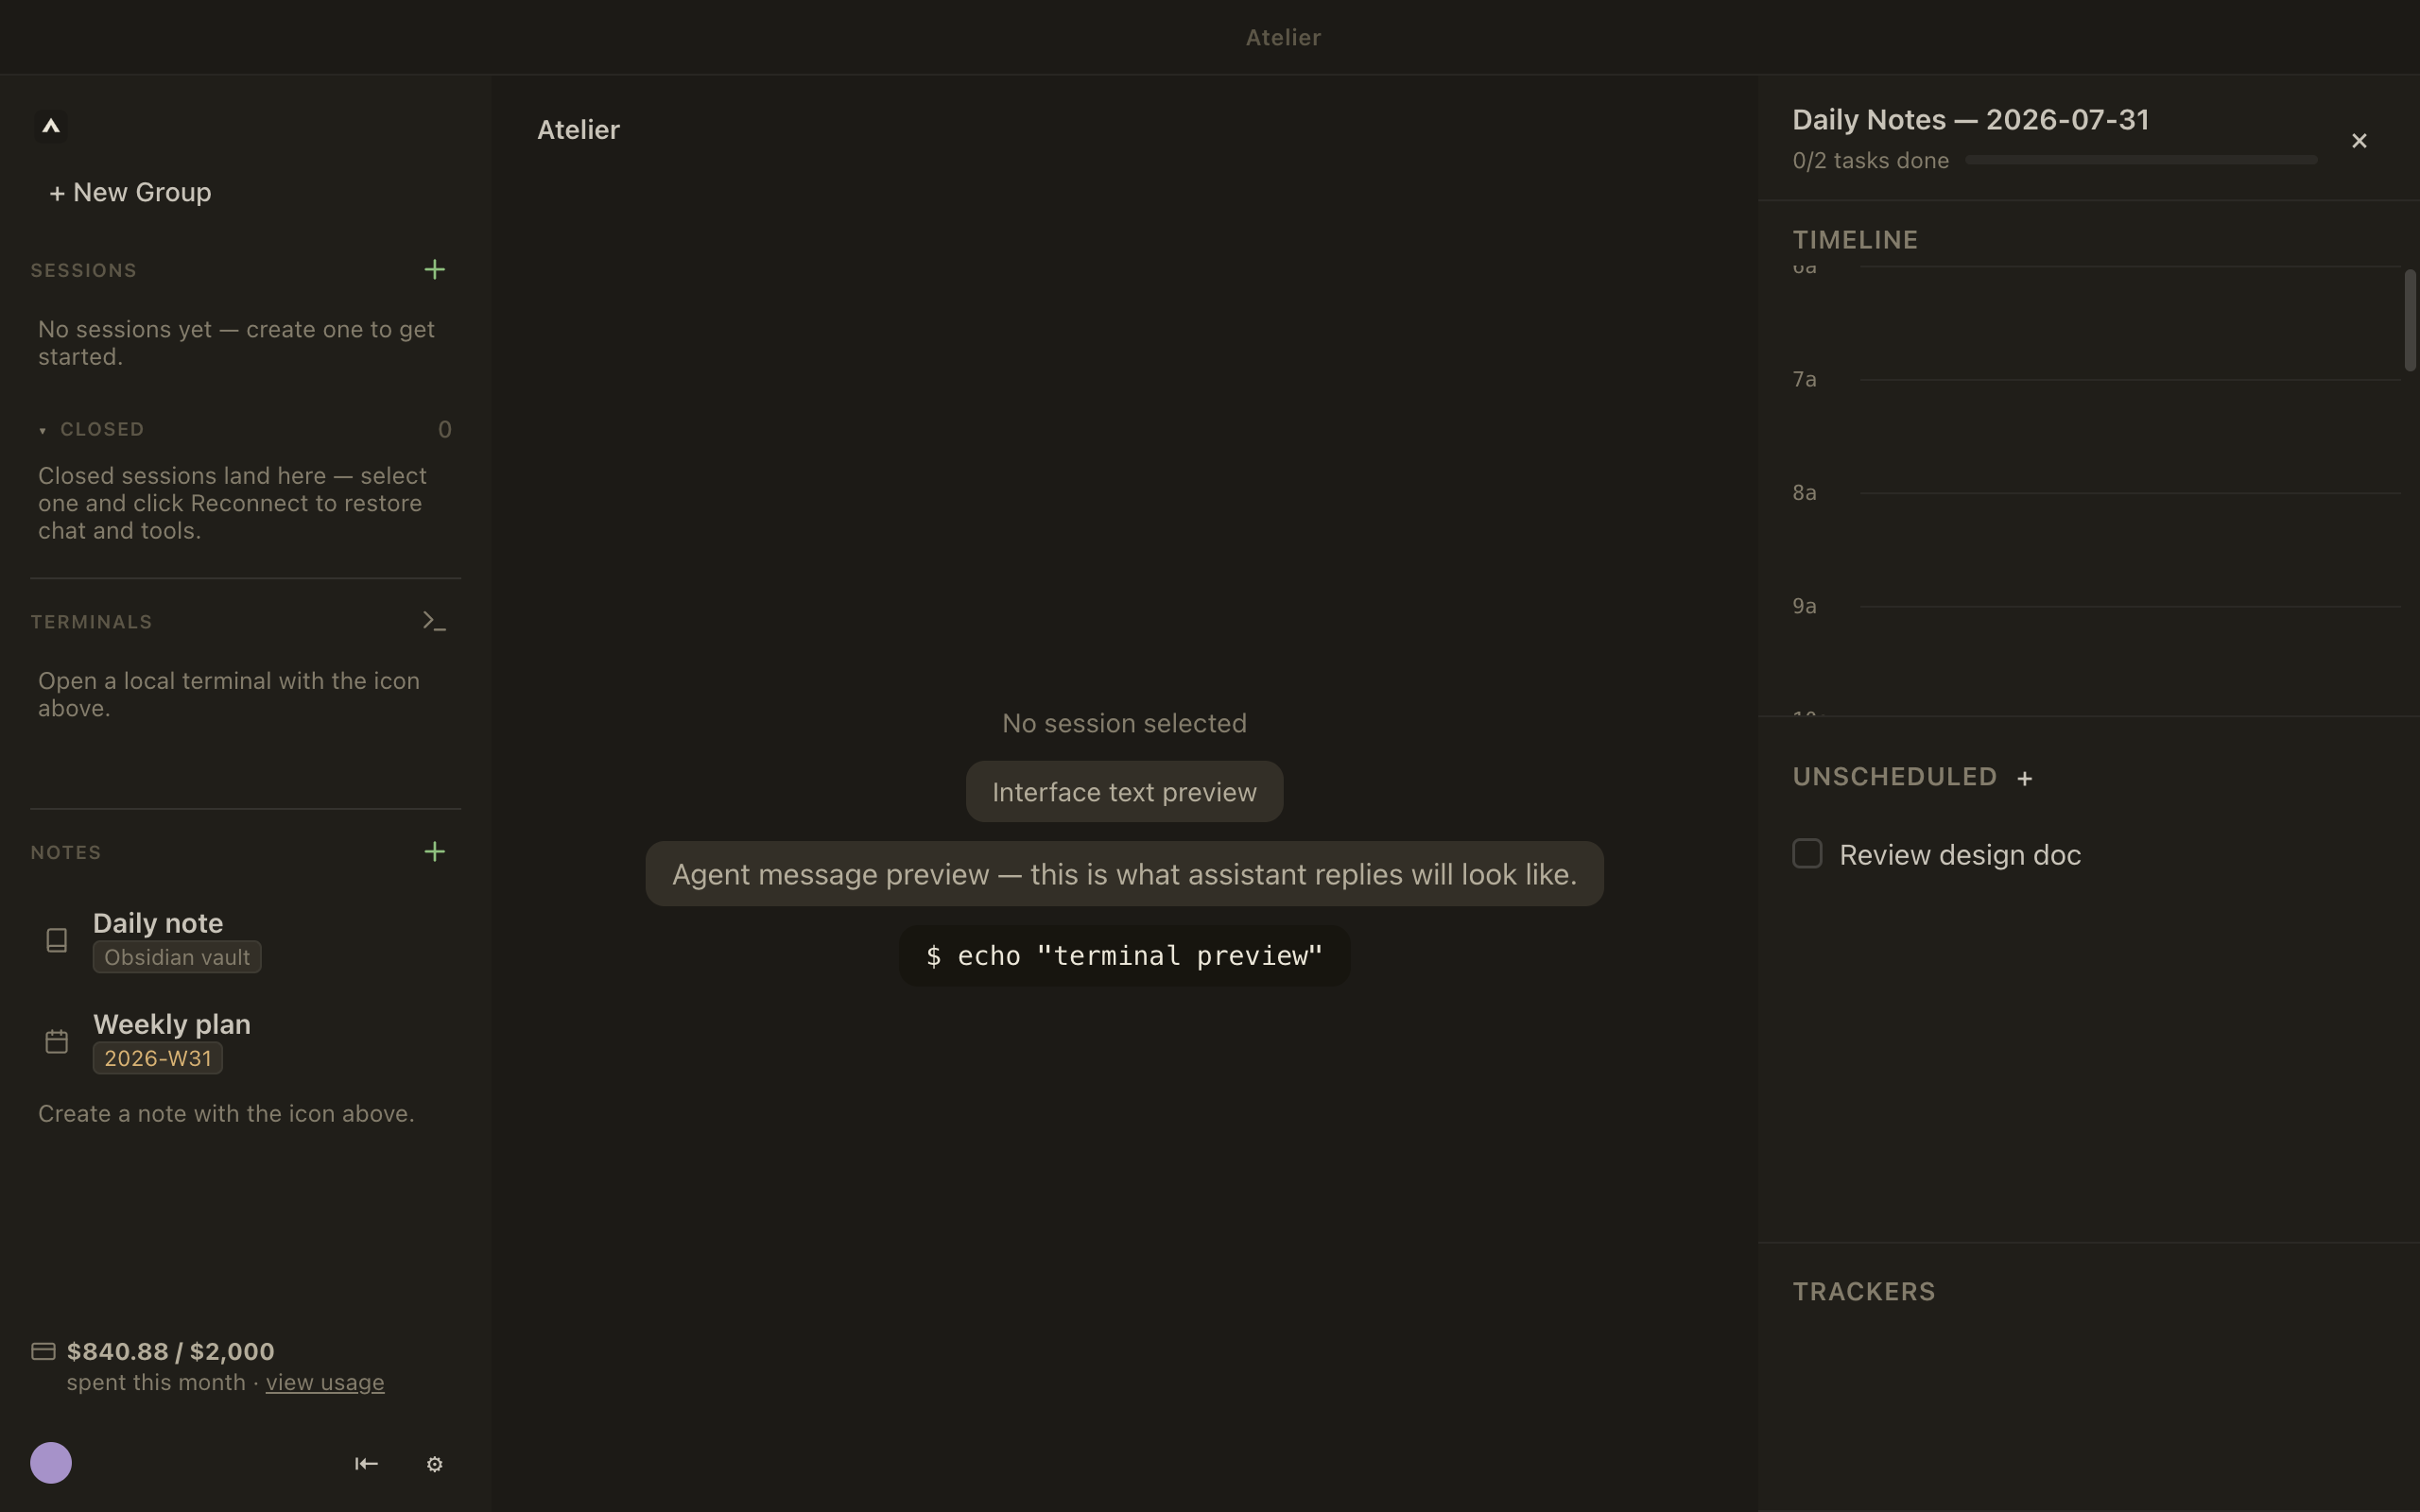 Atelier
+ New Group
SESSIONS
No sessions yet — create one to get
started.
CLOSED 0
Closed sessions land here — select
one and click Reconnect to restore
chat and tools.
TERMINALS
Open a local terminal with the icon
above.
NOTES
Daily note
Obsidian vault
Weekly plan
2026-W31
Create a note with the icon above.
$840.88 / $2,000
spent this month · view usage
Atelier
No session selected
Interface text preview
Agent message preview — this is what assistant replies will look like.
$ echo "terminal preview"
Daily Notes — 2026-07-31
0/2 tasks done
TIMELINE
6a
7a
8a
9a
UNSCHEDULED +
Review design doc
TRACKERS